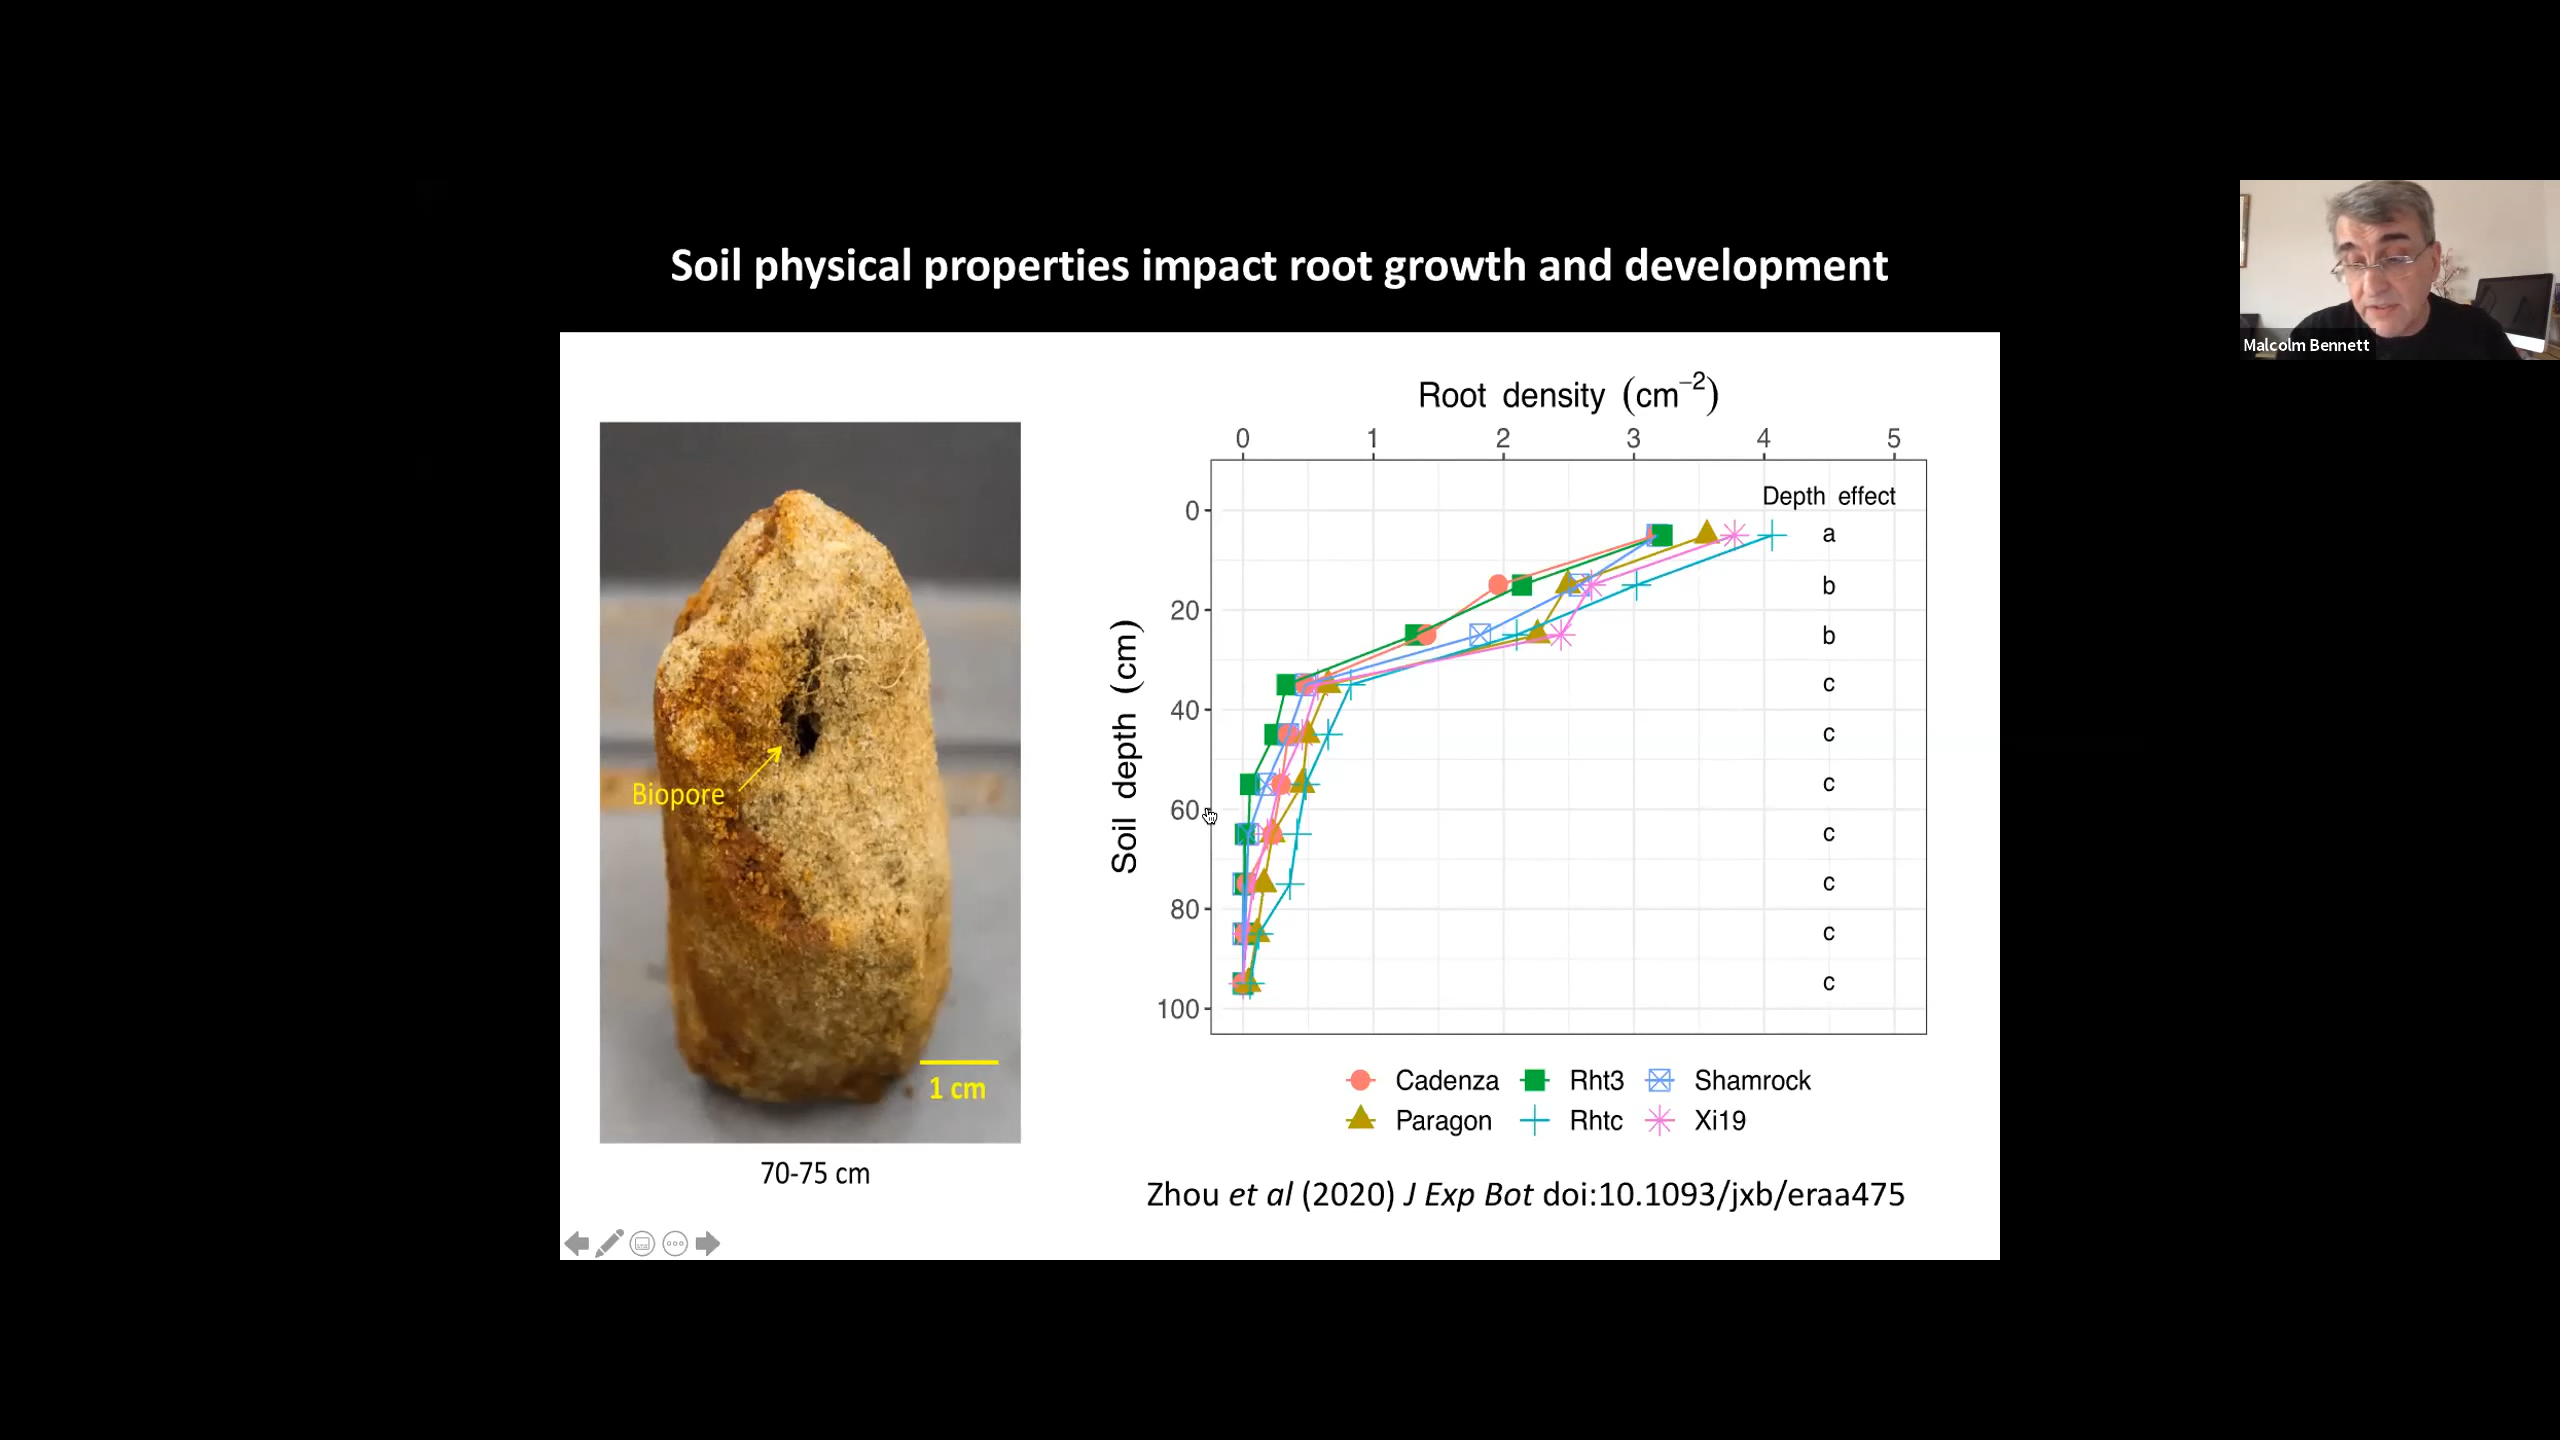 Soil physical properties impact root growth and development
Malcolm Bennett
Biopore
1 cm
70-75 cm
Root density (cm⁻²)
0 1 2 3 4 5
Soil depth (cm)
0
20
40
60
80
100
Depth effect
a
b
b
c
c
c
c
c
c
c
Cadenza Rht3 Shamrock
Paragon Rhtc Xi19
Zhou et al (2020) J Exp Bot doi:10.1093/jxb/eraa475